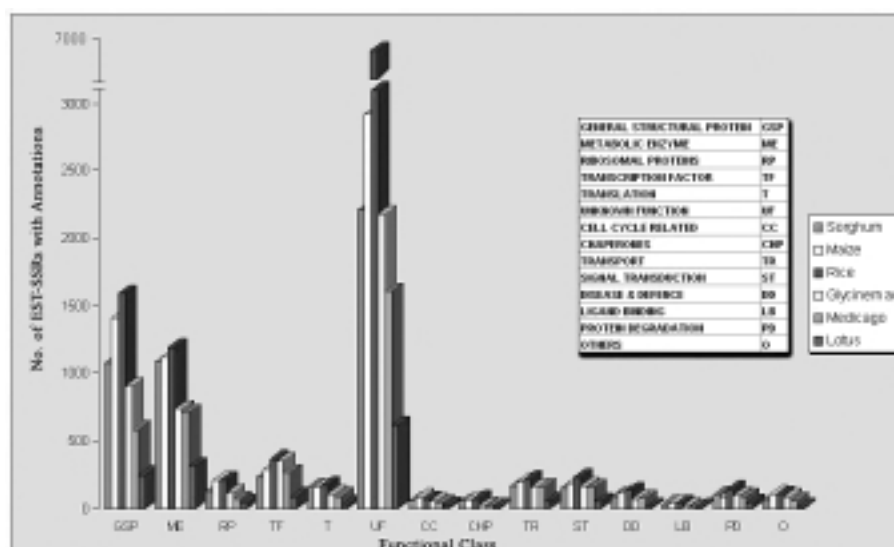 7000
3000
2500
2000
1500
1000
500
0
No. of EST-SSRs with Annotations
GSP ME RP TF T UF CC CHP TR ST DD LB PD O
Functional Class
GENERAL STRUCTURAL PROTEIN GSP
METABOLIC ENZYME ME
RIBOSOMAL PROTEINS RP
TRANSCRIPTION FACTOR TF
TRANSLATION T
UNKNOWN FUNCTION UF
CELL CYCLE RELATED CC
CHAPERONES CHP
TRANSPORT TR
SIGNAL TRANSDUCTION ST
DISEASE & DEFENCE DD
LIGAND BINDING LB
PROTEIN DEGRADATION PD
OTHERS O
Sorghum
Maize
Rice
Glycinem ax
Medicago
Lotus